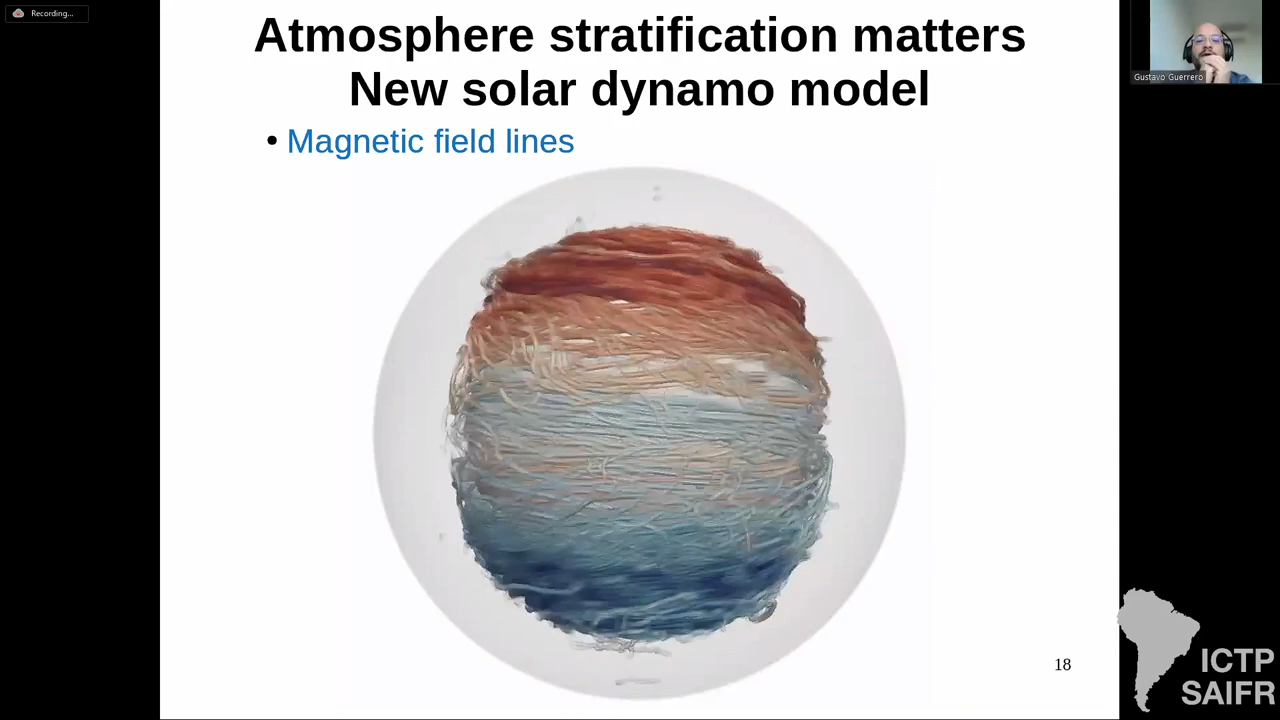 Recording...
Atmosphere stratification matters
New solar dynamo model
• Magnetic field lines
Gustavo Guerrero
18
ICTP
SAIFR